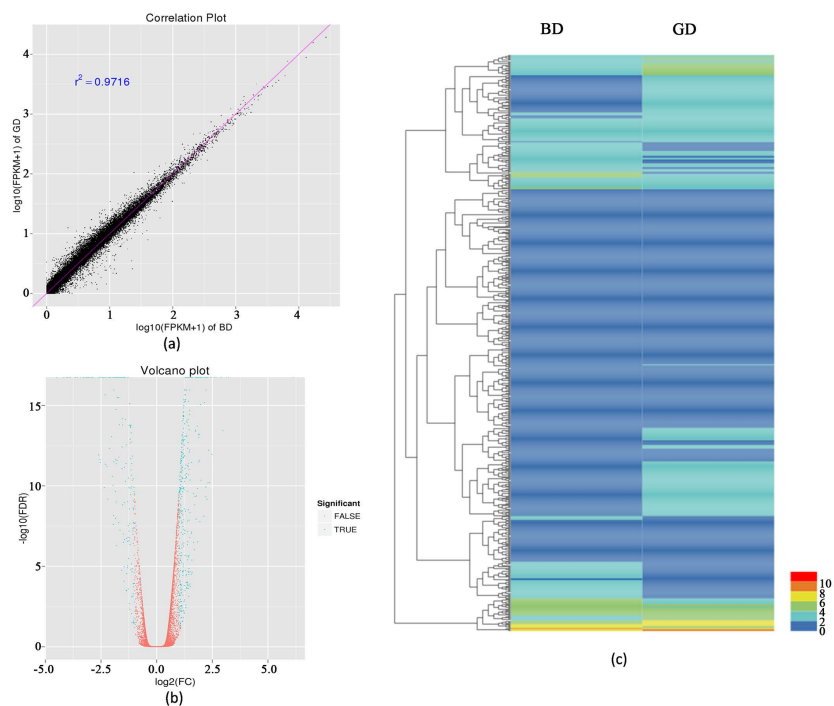 Correlation Plot
r² = 0.9716
log10(FPKM+1) of GD
4
3
2
1
0
0 1 2 3 4
log10(FPKM+1) of BD
(a)
Volcano plot
-log10(FDR)
15
10
5
0
-5.0 -2.5 0.0 2.5 5.0
log2(FC)
(b)
Significant
FALSE
TRUE
BD GD
10
8
6
4
2
0
(c)